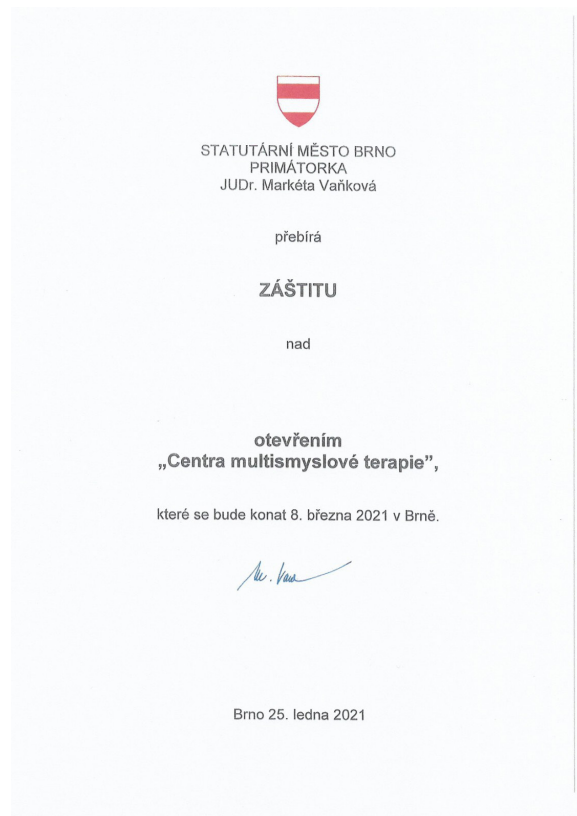 STATUTÁRNÍ MĚSTO BRNO
PRIMÁTORKA
JUDr. Markéta Vaňková
přebírá
ZÁŠTITU
nad
otevřením
„Centra multismyslové terapie”,
které se bude konat 8. března 2021 v Brně.
Brno 25. ledna 2021